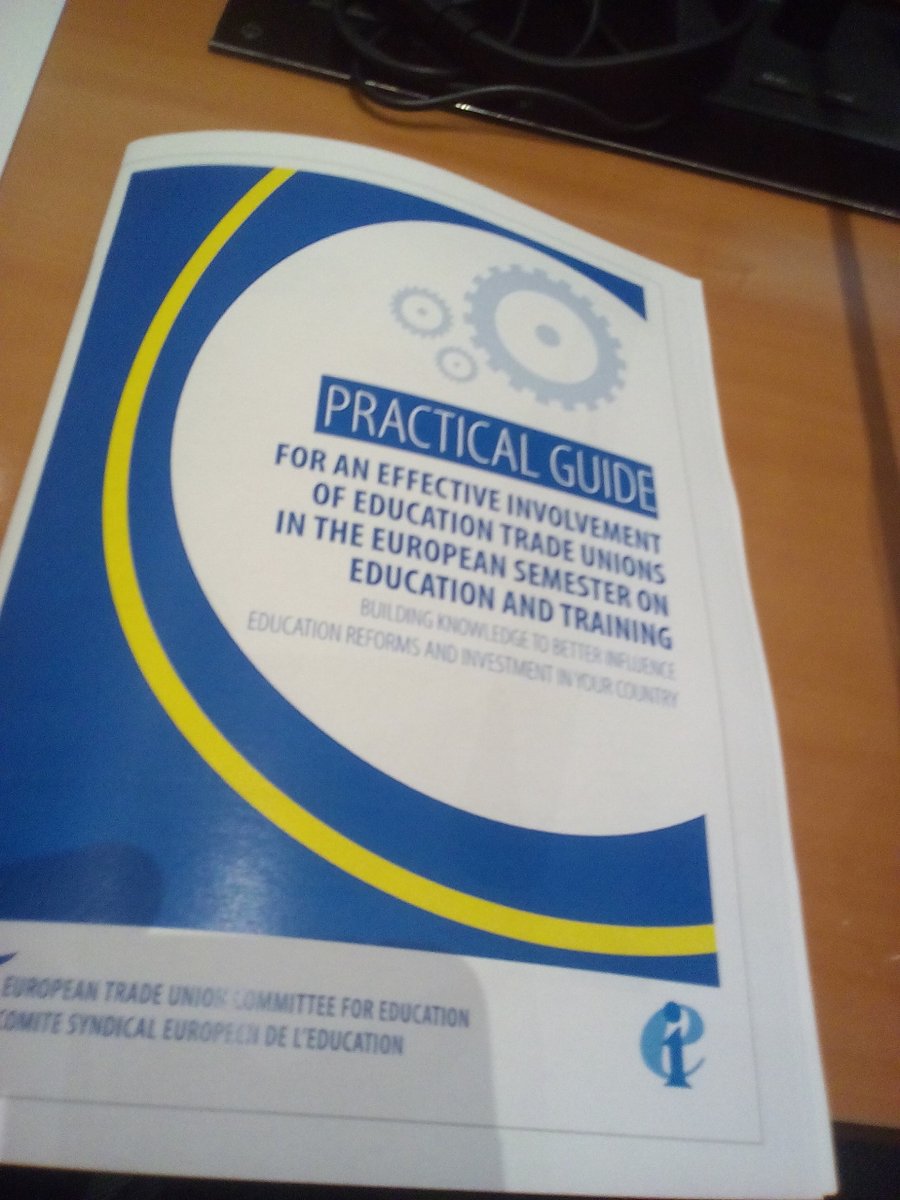 PRACTICAL GUIDE
FOR AN EFFECTIVE INVOLVEMENT
OF EDUCATION TRADE UNIONS
IN THE EUROPEAN SEMESTER ON
EDUCATION AND TRAINING
BUILDING KNOWLEDGE TO BETTER INFLUENCE
EDUCATION REFORMS AND INVESTMENT IN YOUR COUNTRY
EUROPEAN TRADE UNION COMMITTEE FOR EDUCATION
COMITE SYNDICAL EUROPEEN DE L'EDUCATION
ei